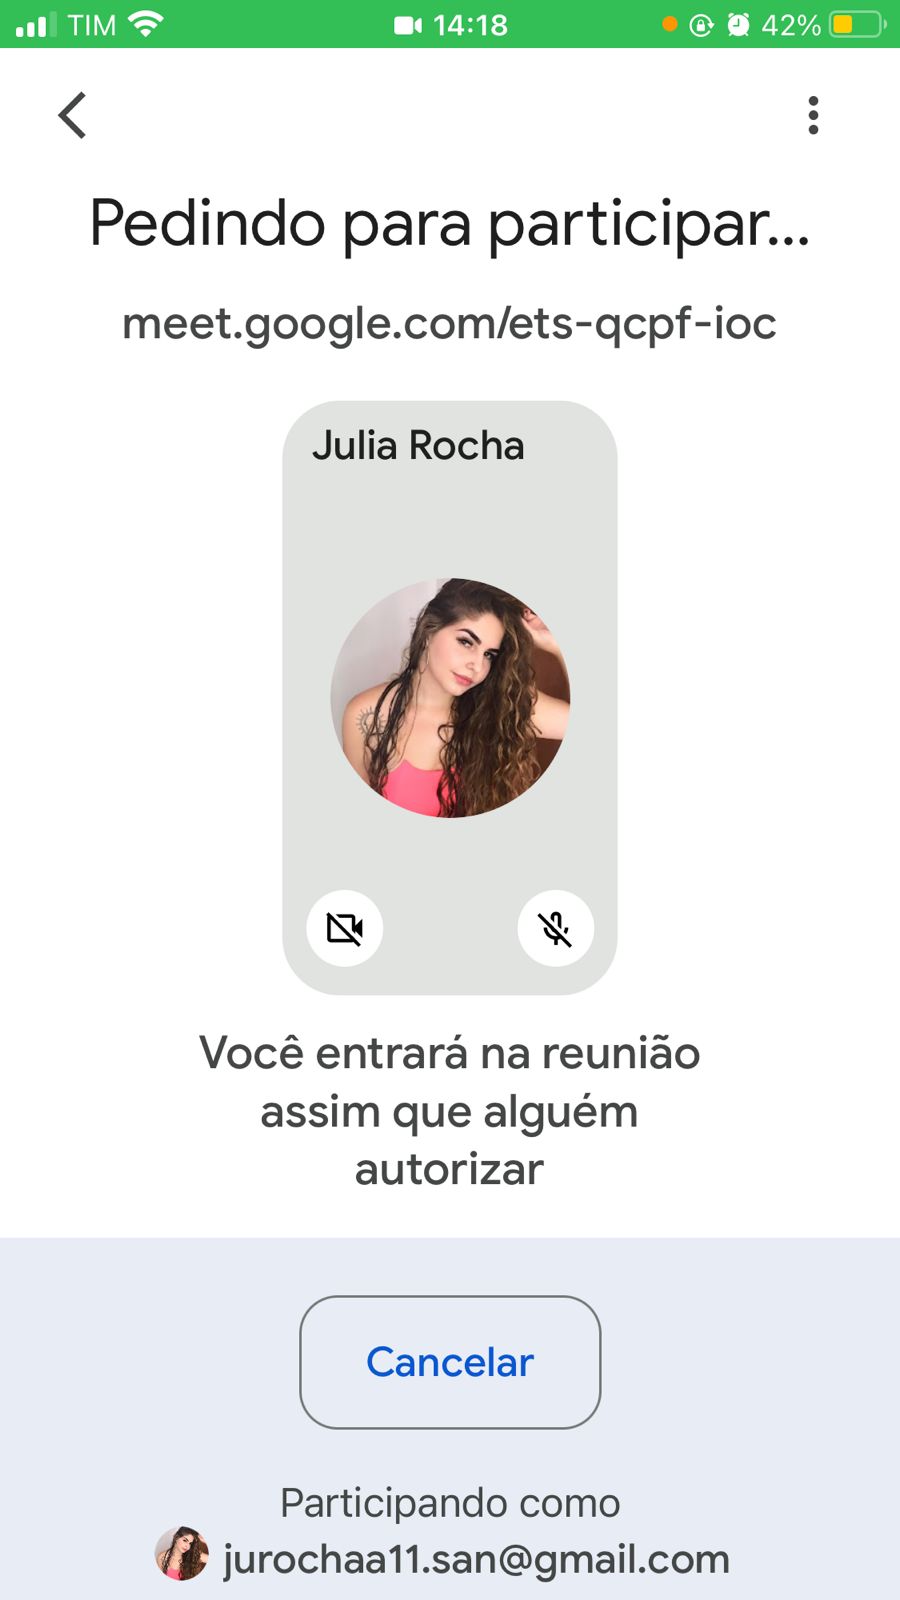 TIM 14:18 42%
Pedindo para participar...
meet.google.com/ets-qcpf-ioc
Julia Rocha
Você entrará na reunião
assim que alguém
autorizar
Cancelar
Participando como
jurochaa11.san@gmail.com